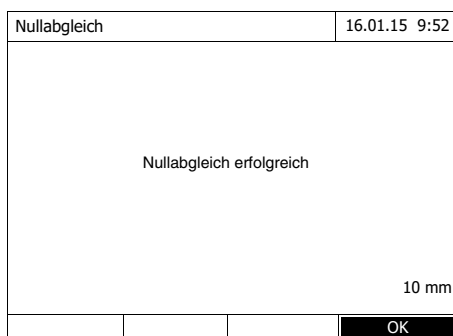 Nullabgleich
16.01.15 9:52
Nullabgleich erfolgreich
10 mm
OK